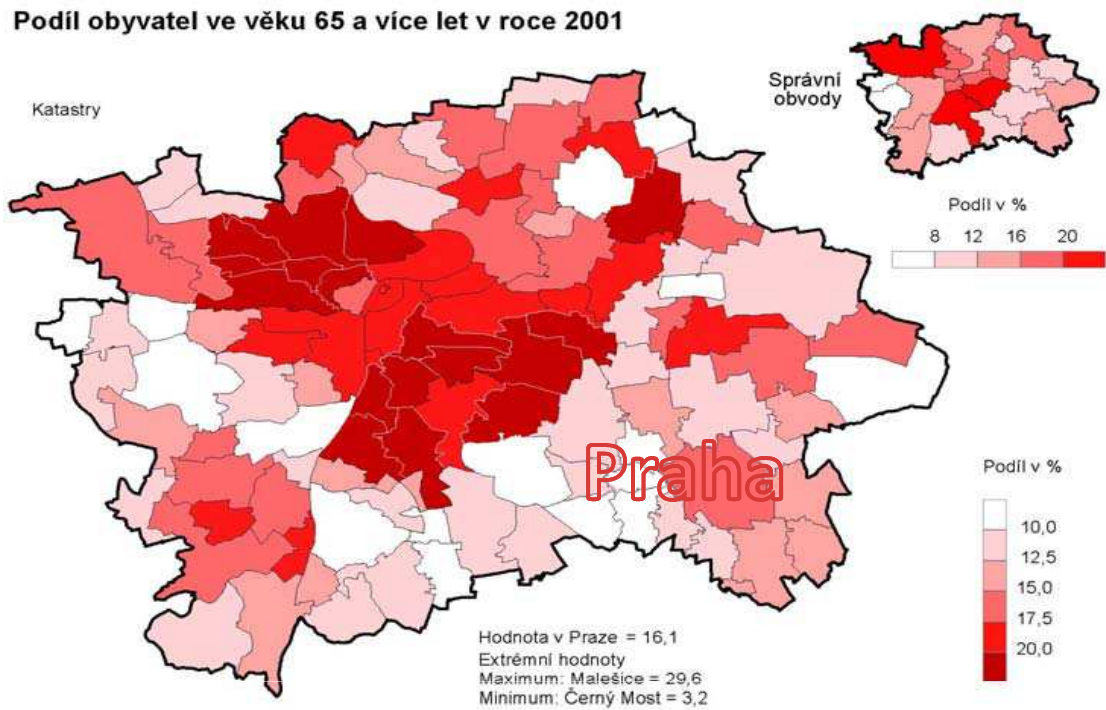 Podíl obyvatel ve věku 65 a více let v roce 2001
Katastry
Správní
obvody
Podíl v %
8 12 16 20
Praha
Podíl v %
10,0
12,5
15,0
17,5
20,0
Hodnota v Praze = 16,1
Extrémní hodnoty
Maximum: Malešice = 29,6
Minimum: Černý Most = 3,2